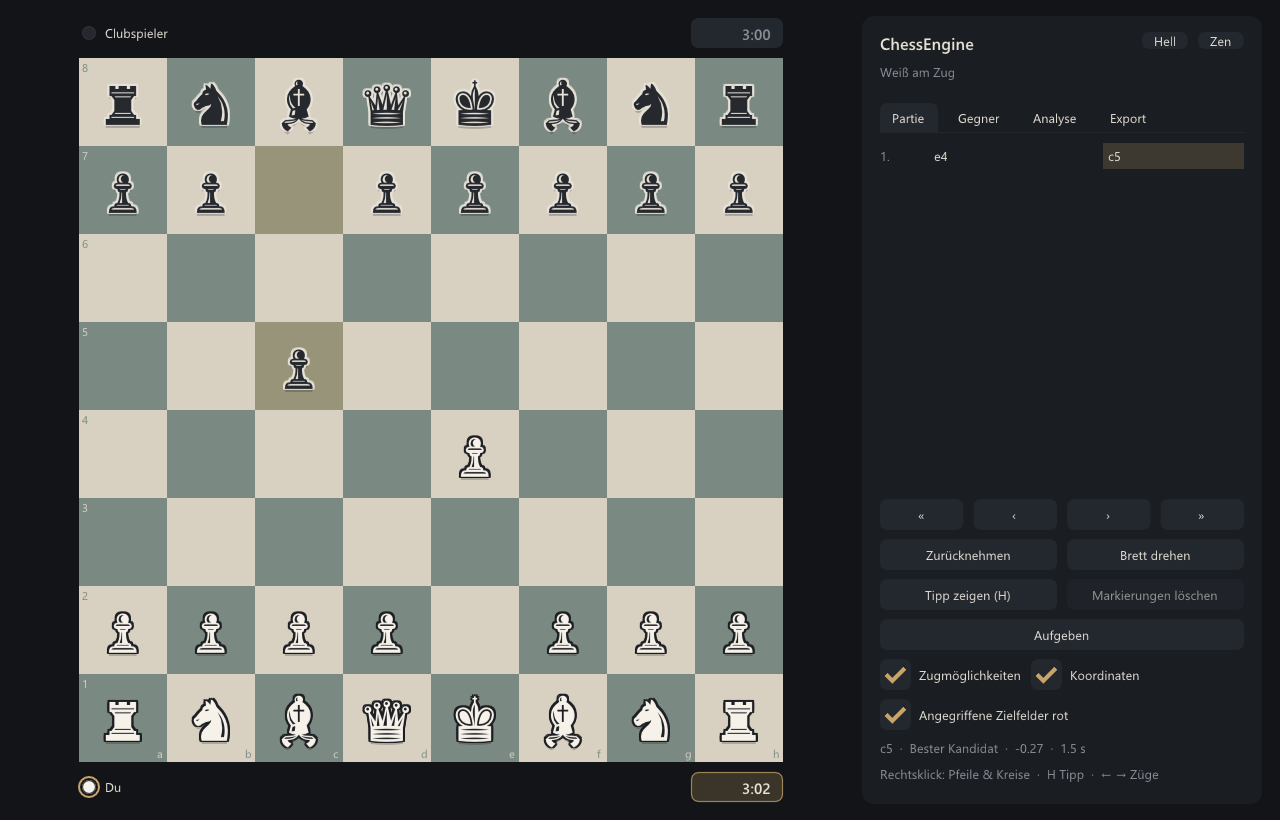 Clubspieler 3:00
8
7
6
5
4
3
2
1
a b c d e f g h
Du 3:02
ChessEngine Hell Zen
Weiß am Zug
Partie Gegner Analyse Export
1. e4 c5
« ‹ › »
Zurücknehmen Brett drehen
Tipp zeigen (H) Markierungen löschen
Aufgeben
Zugmöglichkeiten Koordinaten
Angegriffene Zielfelder rot
c5 · Bester Kandidat · -0.27 · 1.5 s
Rechtsklick: Pfeile & Kreise · H Tipp · ← → Züge